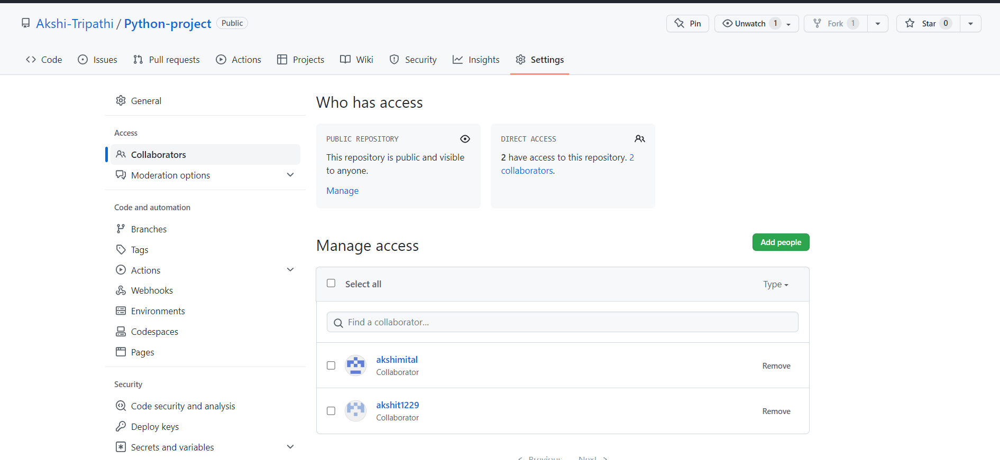 Akshi-Tripathi / Python-project Public
Pin
Unwatch 1
Fork 1
Star 0
Code
Issues
Pull requests
Actions
Projects
Wiki
Security
Insights
Settings
General
Access
Collaborators
Moderation options
Code and automation
Branches
Tags
Actions
Webhooks
Environments
Codespaces
Pages
Security
Code security and analysis
Deploy keys
Secrets and variables
Who has access
PUBLIC REPOSITORY
This repository is public and visible
to anyone.
Manage
DIRECT ACCESS
2 have access to this repository. 2
collaborators.
Manage access
Add people
Select all
Type
Find a collaborator...
akshimital
Collaborator
Remove
akshit1229
Collaborator
Remove
Previous
Next